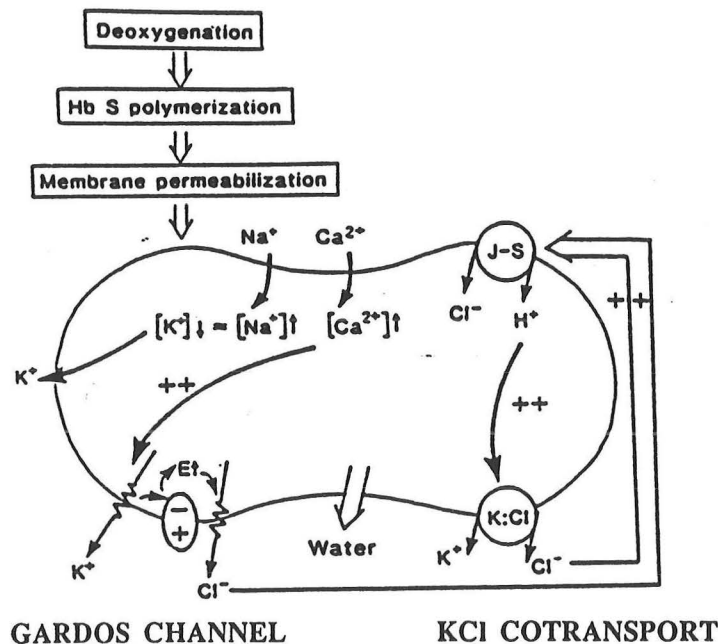 Deoxygenation
Hb S polymerization
Membrane permeabilization
Na⁺ Ca²⁺ J-S
Cl⁻ H⁺ ++
[K⁺]↓ ≈ [Na⁺]↑ [Ca²⁺]↑
K⁺
++ ++
E↑
− +
K:Cl
Water
K⁺ Cl⁻ K⁺ Cl⁻
GARDOS CHANNEL KCl COTRANSPORT